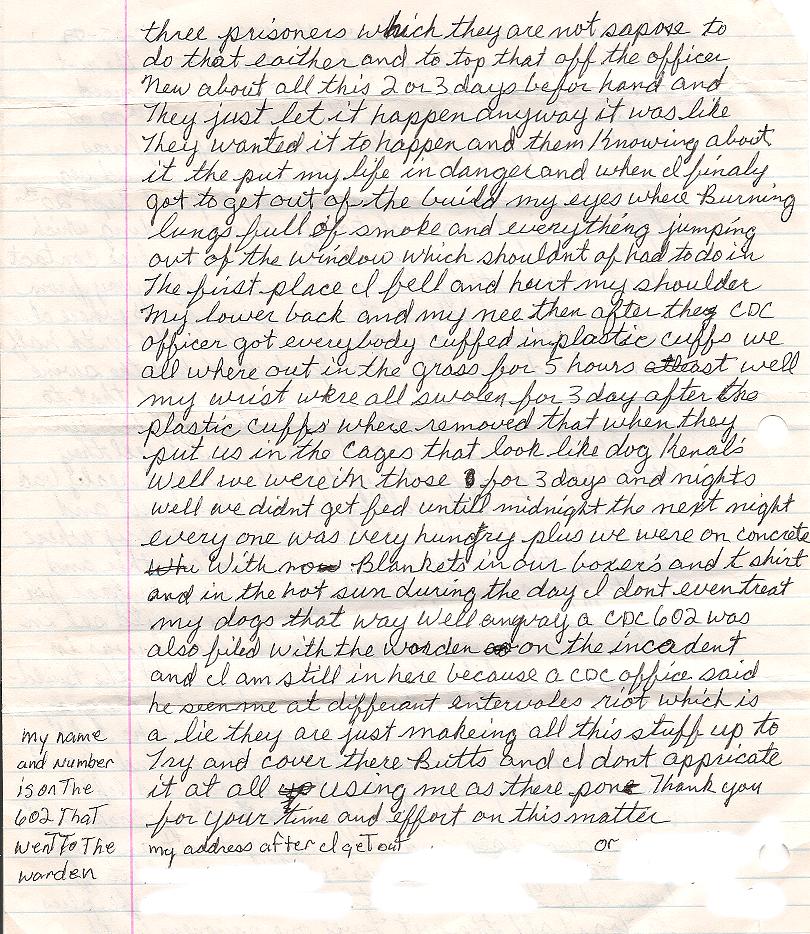 three prisoners which they are not sapose to
do that eaither and to top that off the officer
New about all this 2 or 3 days befor hand and
They just let it happen anyway it was like
They wanted it to happen and them Knowing about
it the put my life in danger and when I finaly
got to get out of the build my eyes where Burning
lungs full of smoke and everything jumping
out of the window which shouldnt of had to do in
The first place I fell and hurt my shoulder
My lower back and my nee then after they CDC
officer got everybody cuffed in plastic cuffs we
all where out in the grass for 5 hours atleast well
my wrist were all swolen for 3 day after the
plastic cuffs where removed that when they
put us in the cages that look like dog Kenal's
Well we were in those for 3 days and nights
well we didnt get fed untill midnight the next night
every one was very hungry plus we were on concrete
With no Blankets in our boxer's and t shirt
and in the hot sun during the day I dont even treat
my dogs that way Well anyway a CDC 602 was
also filed with the warden on the incadent
and I am still in here because a CDC office said
he seen me at differant entervales riot which is
a lie they are just makeing all this stuff up to
Try and cover there Butts and I dont appricate
it at all using me as there pone Thank you
for your time and effort on this matter
my address after I get out or
my name
and Number
is on The
602 That
went To The
warden